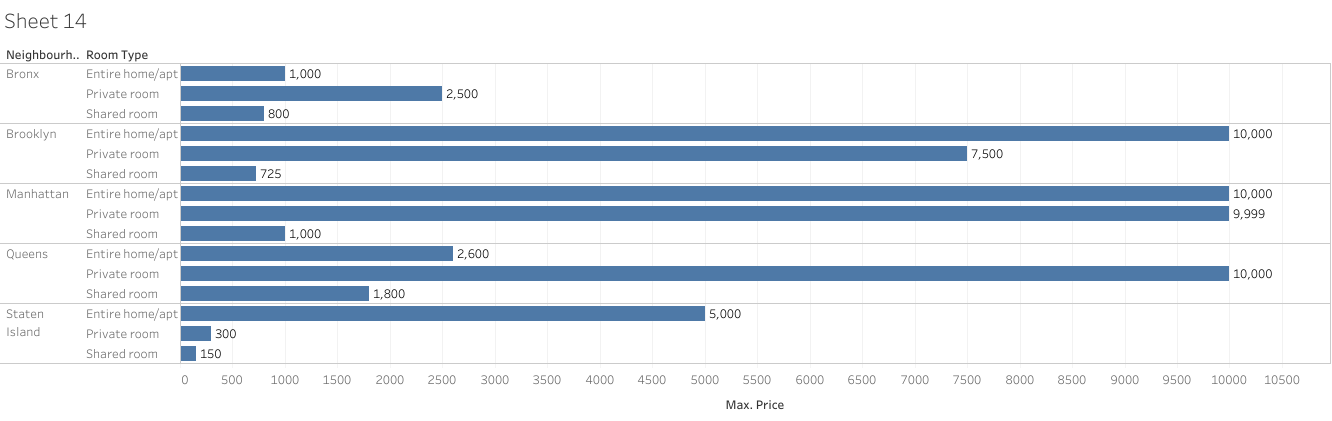 Sheet 14
Neighbourh.. Room Type
Bronx Entire home/apt 1,000
Private room 2,500
Shared room 800
Brooklyn Entire home/apt 10,000
Private room 7,500
Shared room 725
Manhattan Entire home/apt 10,000
Private room 9,999
Shared room 1,000
Queens Entire home/apt 2,600
Private room 10,000
Shared room 1,800
Staten Entire home/apt 5,000
Island Private room 300
Shared room 150
0 500 1000 1500 2000 2500 3000 3500 4000 4500 5000 5500 6000 6500 7000 7500 8000 8500 9000 9500 10000 10500
Max. Price